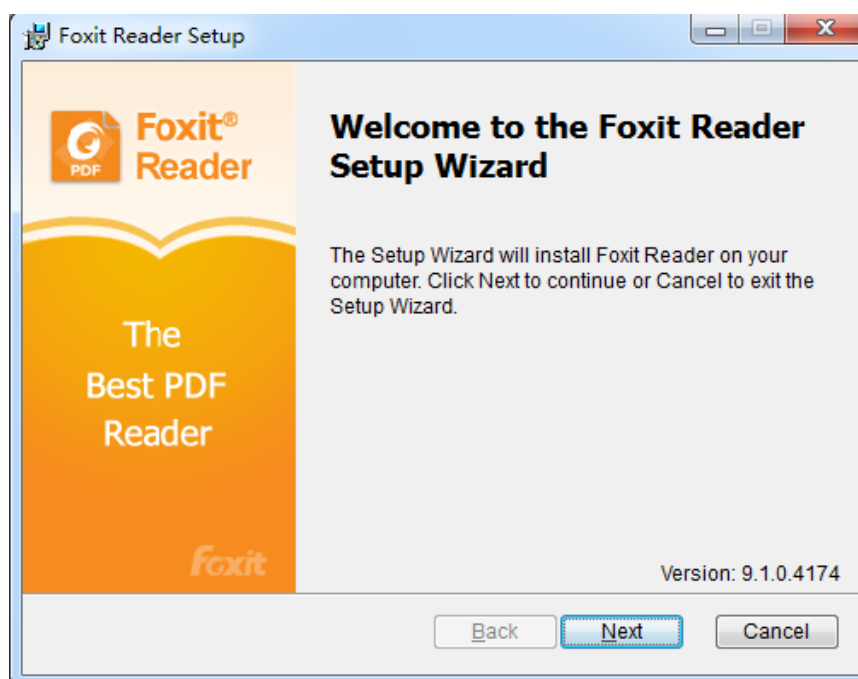 Foxit Reader Setup
Foxit®
Reader
PDF
The
Best PDF
Reader
Foxit
Welcome to the Foxit Reader
Setup Wizard
The Setup Wizard will install Foxit Reader on your
computer. Click Next to continue or Cancel to exit the
Setup Wizard.
Version: 9.1.0.4174
Back
Next
Cancel